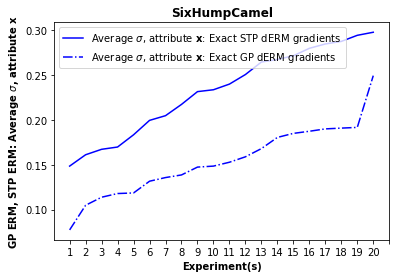 SixHumpCamel
Average σ, attribute x: Exact STP dERM gradients
Average σ, attribute x: Exact GP dERM gradients
GP ERM, STP ERM: Average σ, attribute x
0.30
0.25
0.20
0.15
0.10
1 2 3 4 5 6 7 8 9 10 11 12 13 14 15 16 17 18 19 20
Experiment(s)